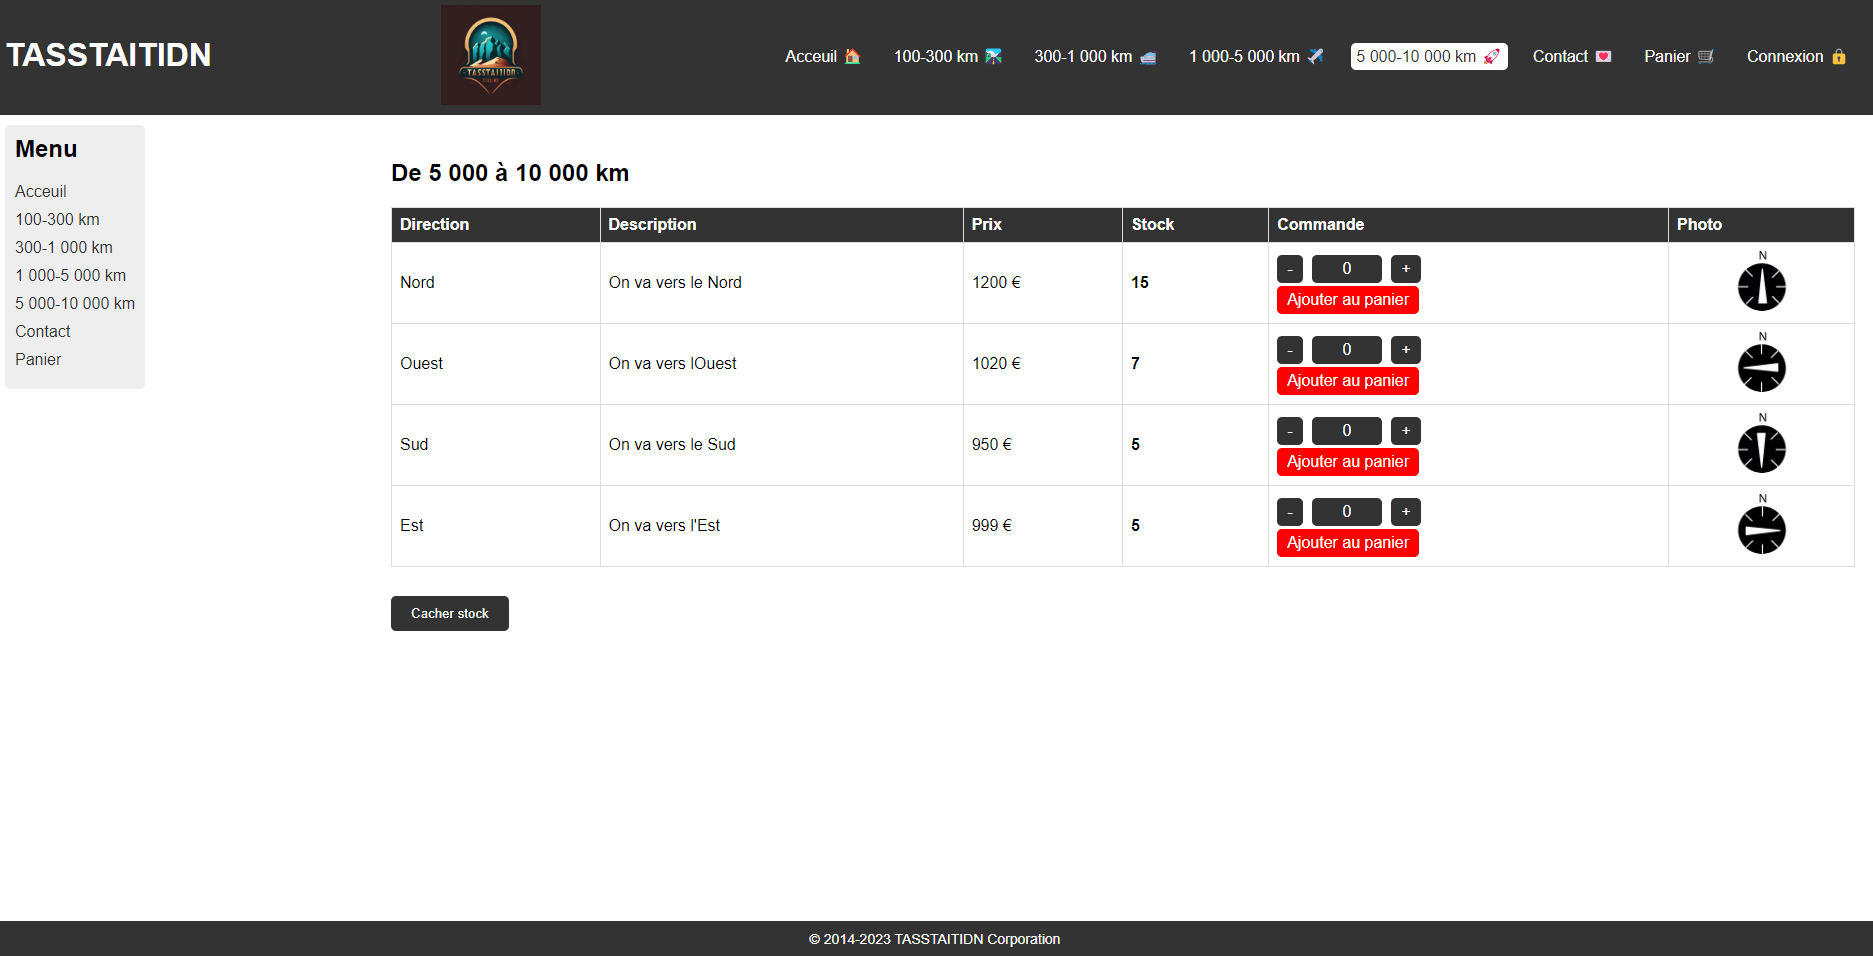 TASSTAITIDN
TASSTAITIDN
Acceuil 🏠 100-300 km 🏞️ 300-1 000 km 🚄 1 000-5 000 km ✈️ 5 000-10 000 km 🚀 Contact 💌 Panier 🛒 Connexion 🔒
Menu
Acceuil
100-300 km
300-1 000 km
1 000-5 000 km
5 000-10 000 km
Contact
Panier
De 5 000 à 10 000 km
Direction Description Prix Stock Commande Photo
Nord On va vers le Nord 1200 € 15 - 0 + N
Ajouter au panier
Ouest On va vers lOuest 1020 € 7 - 0 + N
Ajouter au panier
Sud On va vers le Sud 950 € 5 - 0 + N
Ajouter au panier
Est On va vers l'Est 999 € 5 - 0 + N
Ajouter au panier
Cacher stock
© 2014-2023 TASSTAITIDN Corporation